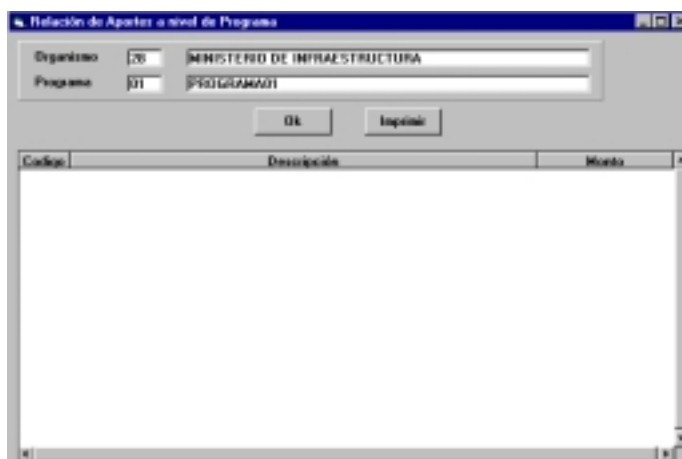 Relación de Aportes a nivel de Programa
Organismo 28 MINISTERIO DE INFRAESTRUCTURA
Programa 01 PROGRAMA01
Ok Imprimir
Codigo Descripción Monto